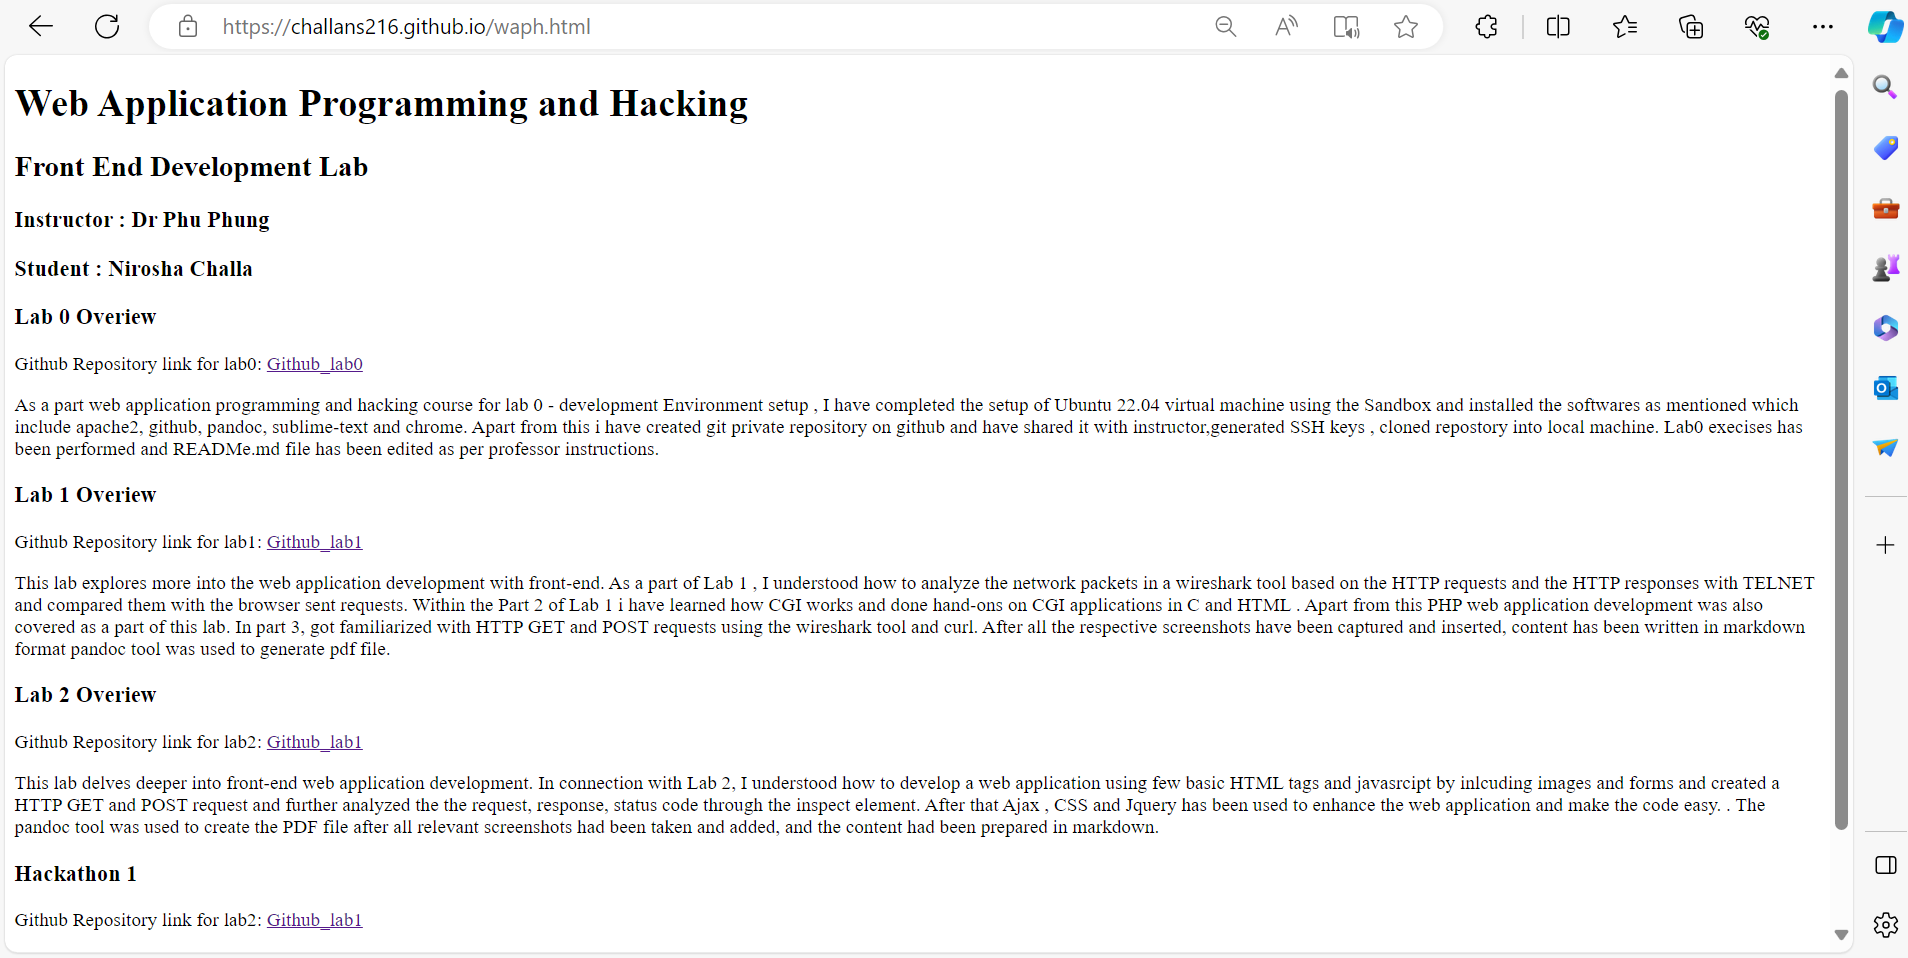 https://challans216.github.io/waph.html
Web Application Programming and Hacking
Front End Development Lab
Instructor : Dr Phu Phung
Student : Nirosha Challa
Lab 0 Overiew
Github Repository link for lab0: Github_lab0
As a part web application programming and hacking course for lab 0 - development Environment setup , I have completed the setup of Ubuntu 22.04 virtual machine using the Sandbox and installed the softwares as mentioned which
include apache2, github, pandoc, sublime-text and chrome. Apart from this i have created git private repository on github and have shared it with instructor,generated SSH keys , cloned repostory into local machine. Lab0 execises has
been performed and READMe.md file has been edited as per professor instructions.
Lab 1 Overiew
Github Repository link for lab1: Github_lab1
This lab explores more into the web application development with front-end. As a part of Lab 1 , I understood how to analyze the network packets in a wireshark tool based on the HTTP requests and the HTTP responses with TELNET
and compared them with the browser sent requests. Within the Part 2 of Lab 1 i have learned how CGI works and done hand-ons on CGI applications in C and HTML . Apart from this PHP web application development was also
covered as a part of this lab. In part 3, got familiarized with HTTP GET and POST requests using the wireshark tool and curl. After all the respective screenshots have been captured and inserted, content has been written in markdown
format pandoc tool was used to generate pdf file.
Lab 2 Overiew
Github Repository link for lab2: Github_lab1
This lab delves deeper into front-end web application development. In connection with Lab 2, I understood how to develop a web application using few basic HTML tags and javasrcipt by inlcuding images and forms and created a
HTTP GET and POST request and further analyzed the the request, response, status code through the inspect element. After that Ajax , CSS and Jquery has been used to enhance the web application and make the code easy. . The
pandoc tool was used to create the PDF file after all relevant screenshots had been taken and added, and the content had been prepared in markdown.
Hackathon 1
Github Repository link for lab2: Github_lab1